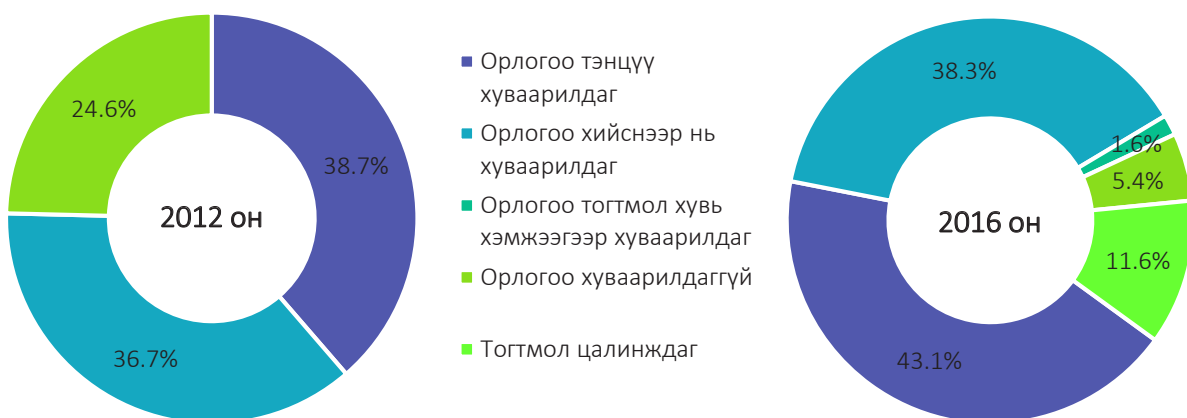 24.6%
38.7%
36.7%
2012 он
Орлогоо тэнцүү
хуваарилдаг
Орлогоо хийснээр нь
хуваарилдаг
Орлогоо тогтмол хувь
хэмжээгээр хуваарилдаг
Орлогоо хуваарилдаггүй
Тогтмол цалинждаг
38.3%
1.6%
5.4%
11.6%
43.1%
2016 он